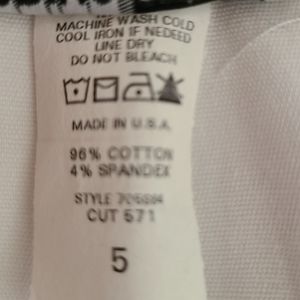 MACHINE WASH COLD
COOL IRON IF NEEDED
LINE DRY
DO NOT BLEACH
MADE IN U.S.A.
96% COTTON
4% SPANDEX
STYLE
CUT 571
5